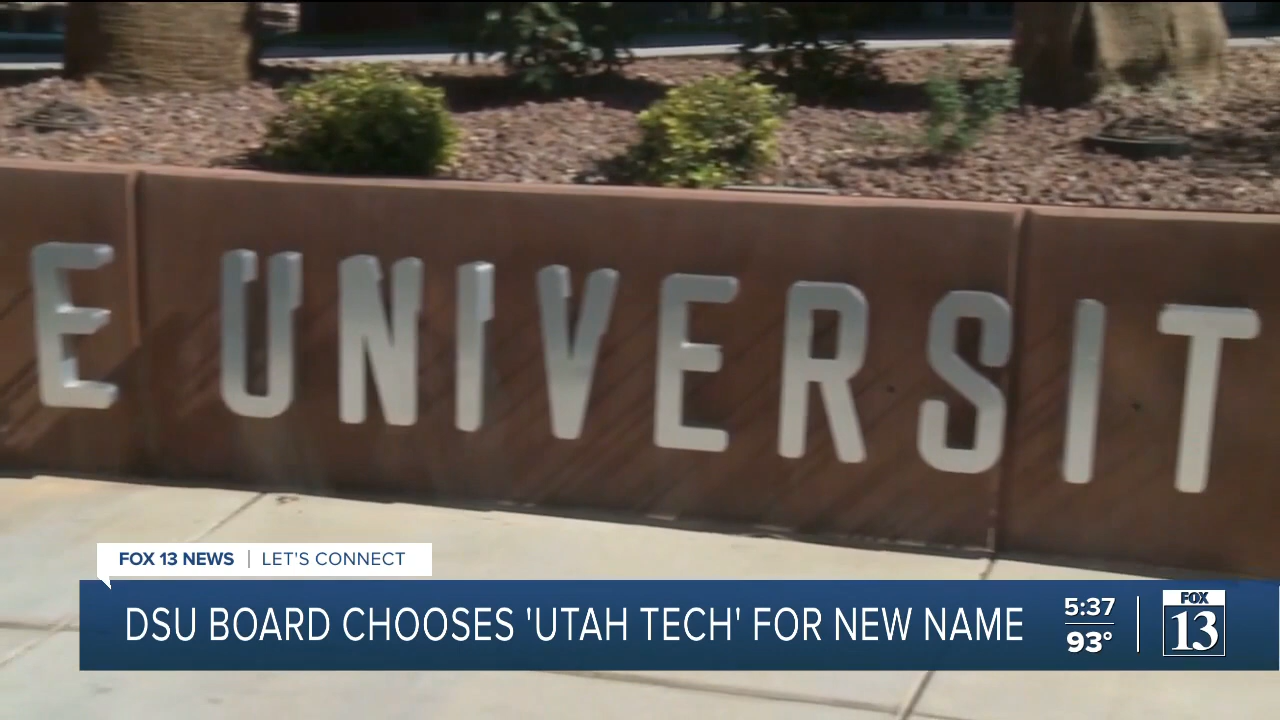 E UNIVERSIT
FOX 13 NEWS | LET'S CONNECT
DSU BOARD CHOOSES 'UTAH TECH' FOR NEW NAME
5:37
93°
FOX
13